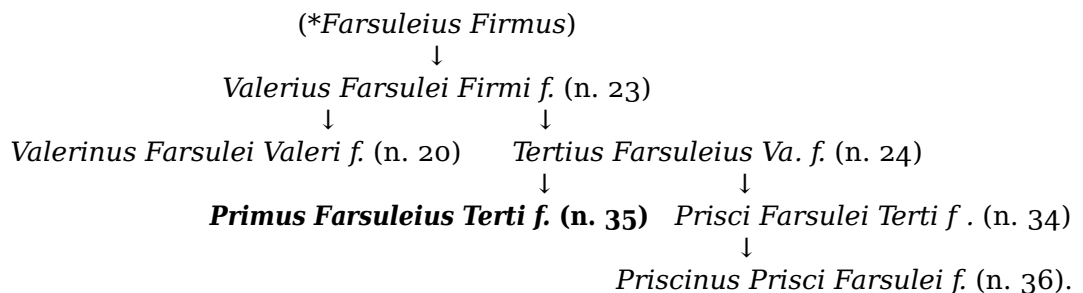 (*Farsuleius Firmus)
↓
Valerius Farsulei Firmi f. (n. 23)
↓ ↓
Valerinus Farsulei Valeri f. (n. 20) Tertius Farsuleius Va. f. (n. 24)
↓ ↓
Primus Farsuleius Terti f. (n. 35) Prisci Farsulei Terti f . (n. 34)
↓
Priscinus Prisci Farsulei f. (n. 36).